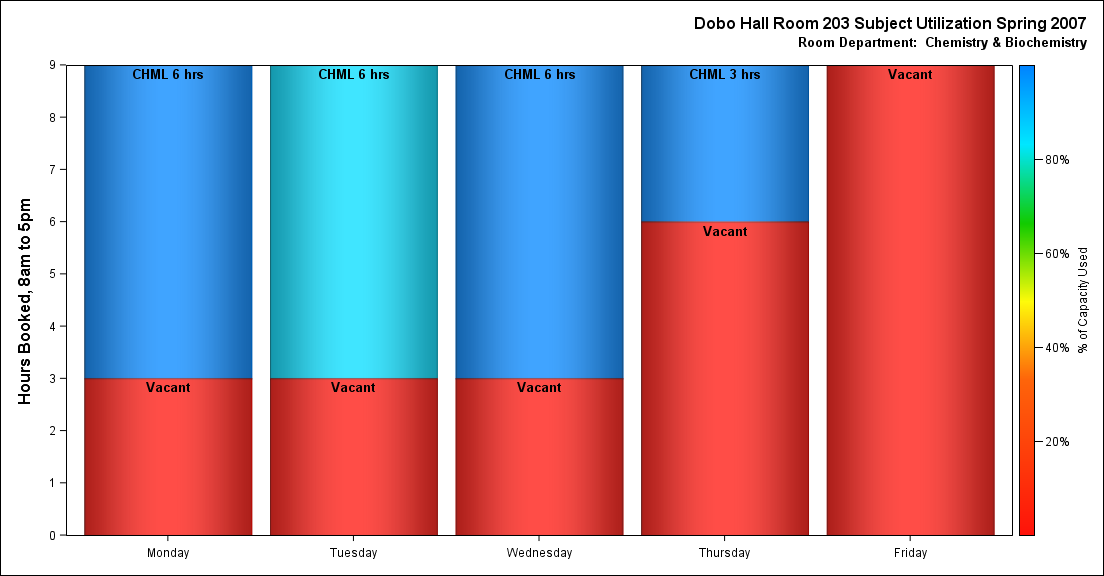 Dobo Hall Room 203 Subject Utilization Spring 2007
Room Department:  Chemistry & Biochemistry
Hours Booked, 8am to 5pm
9
8
7
6
5
4
3
2
1
0
CHML 6 hrs
Vacant
CHML 6 hrs
Vacant
CHML 6 hrs
Vacant
CHML 3 hrs
Vacant
Vacant
Monday
Tuesday
Wednesday
Thursday
Friday
80%
60%
40%
20%
% of Capacity Used